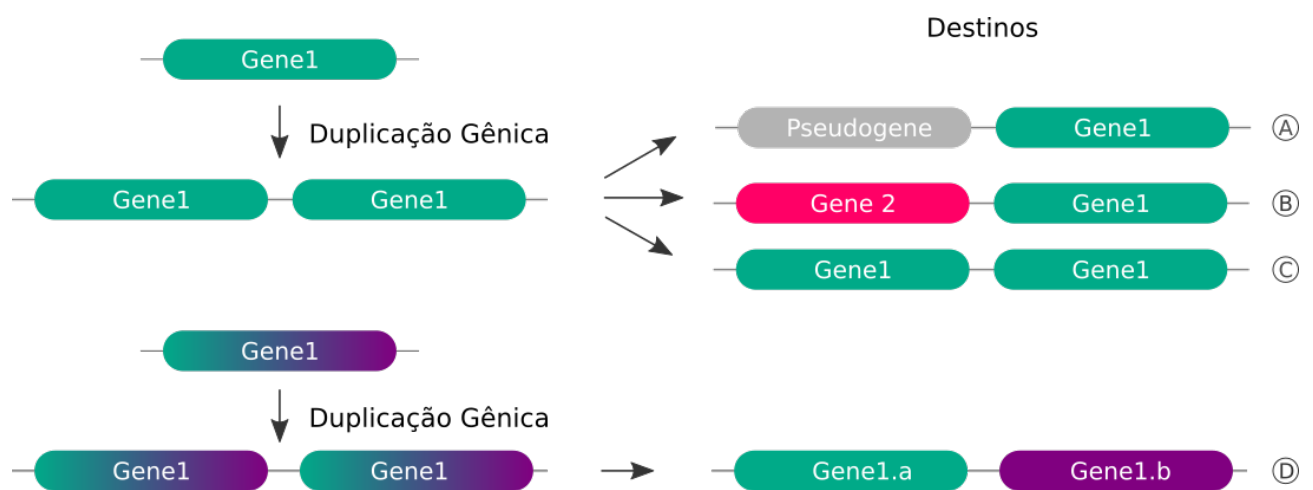 Destinos
Gene1
Duplicação Gênica
Gene1 Gene1
Pseudogene Gene1 A
Gene 2 Gene1 B
Gene1 Gene1 C
Gene1
Duplicação Gênica
Gene1 Gene1
Gene1.a Gene1.b D